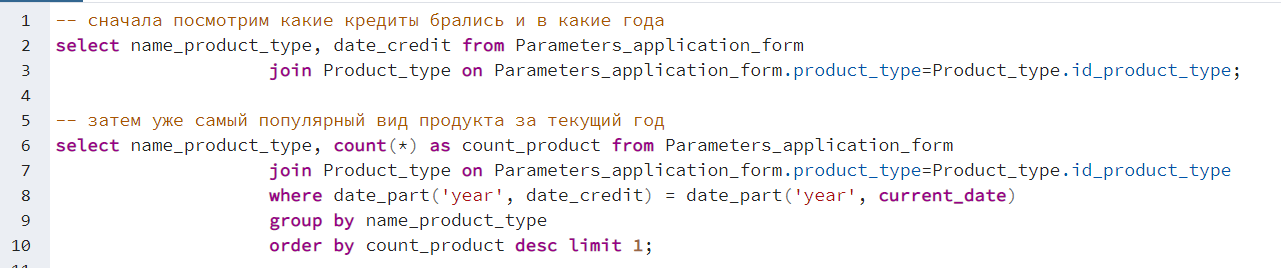 1 -- сначала посмотрим какие кредиты брались и в какие года
2 select name_product_type, date_credit from Parameters_application_form
3 join Product_type on Parameters_application_form.product_type=Product_type.id_product_type;
4
5 -- затем уже самый популярный вид продукта за текущий год
6 select name_product_type, count(*) as count_product from Parameters_application_form
7 join Product_type on Parameters_application_form.product_type=Product_type.id_product_type
8 where date_part('year', date_credit) = date_part('year', current_date)
9 group by name_product_type
10 order by count_product desc limit 1;